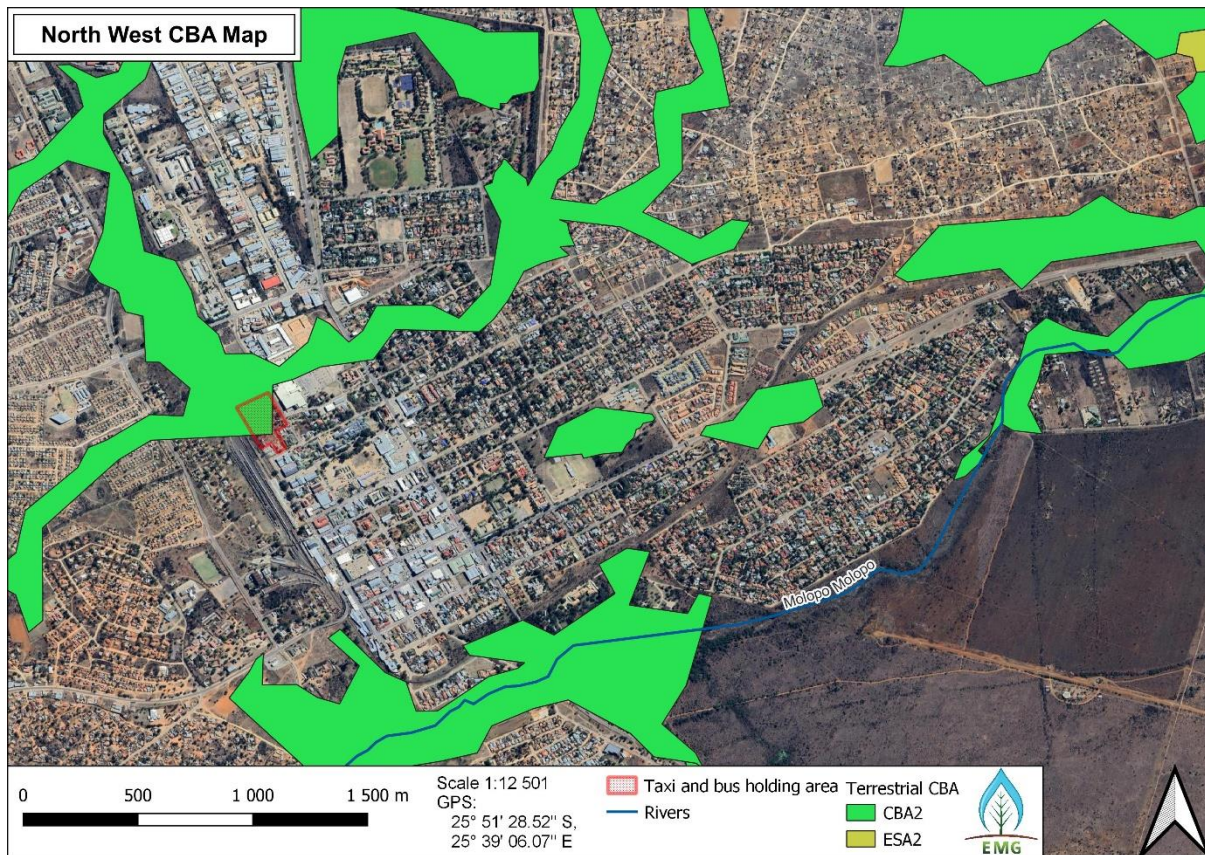 North West CBA Map
Molopo Molopo
0 500 1 000 1 500 m
Scale 1:12 501
GPS:
25° 51' 28.52" S,
25° 39' 06.07" E
Taxi and bus holding area
Rivers
Terrestrial CBA
CBA2
ESA2
EMG